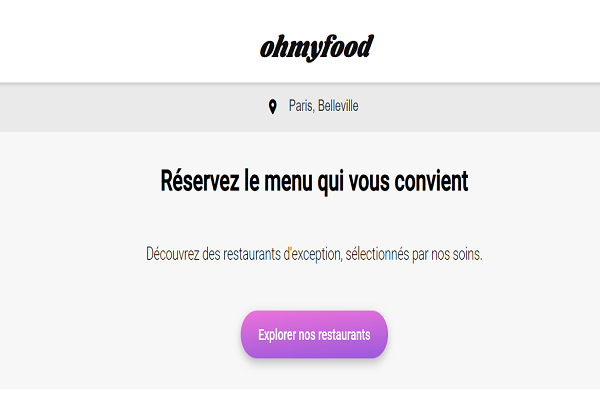 ohmyfood
Paris, Belleville
Réservez le menu qui vous convient
Découvrez des restaurants d'exception, sélectionnés par nos soins.
Explorer nos restaurants